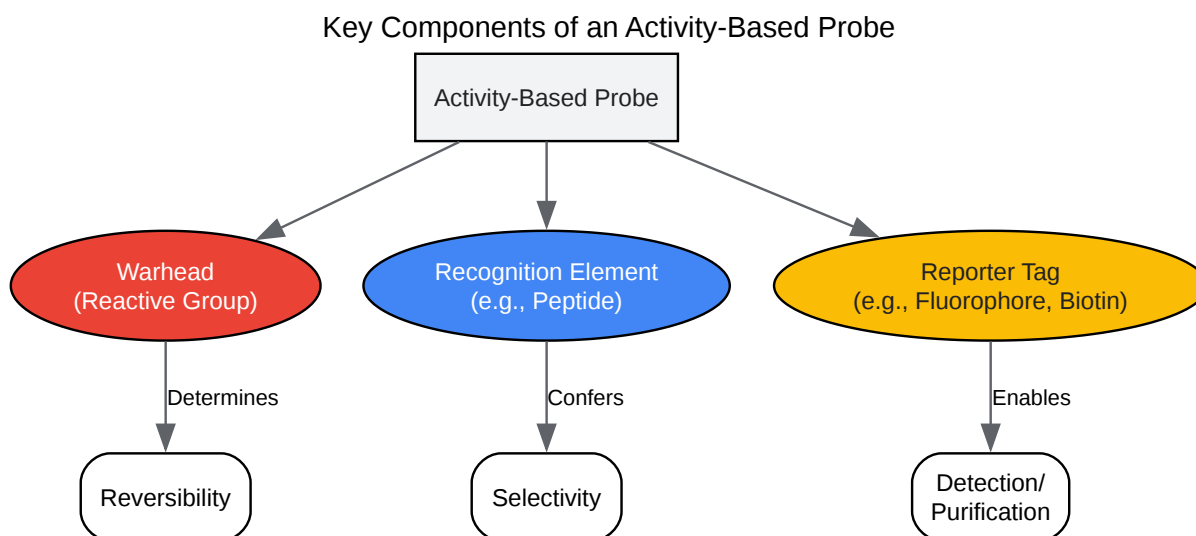 Key Components of an Activity-Based Probe
Activity-Based Probe
Warhead
(Reactive Group)
Recognition Element
(e.g., Peptide)
Reporter Tag
(e.g., Fluorophore, Biotin)
Determines
Confers
Enables
Reversibility
Selectivity
Detection/
Purification